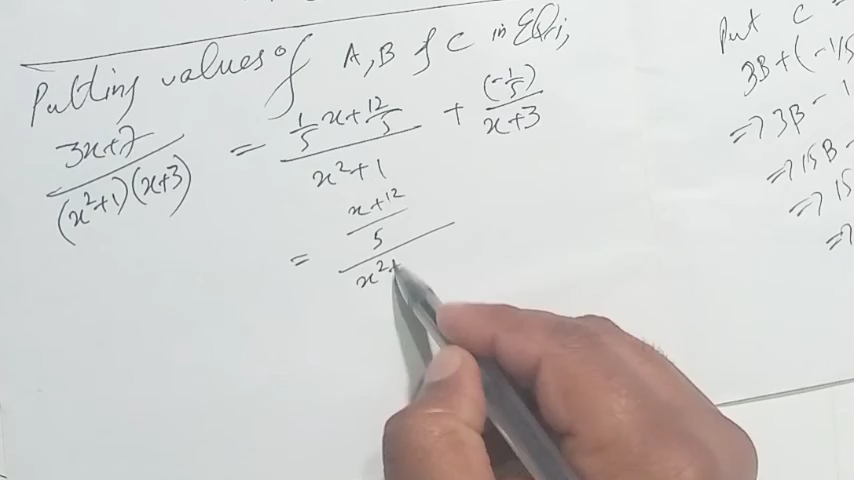 Putting values of A, B & C in EQ i,
(3x+7)/((x²+1)(x+3)) = (1/5 x + 12/5)/(x²+1) + (-1/5)/(x+3)
= ((x+12)/5)/(x²+
Put C =
3B+(-1/5
=> 3B - 1
=> 15B -
=> 15
=>